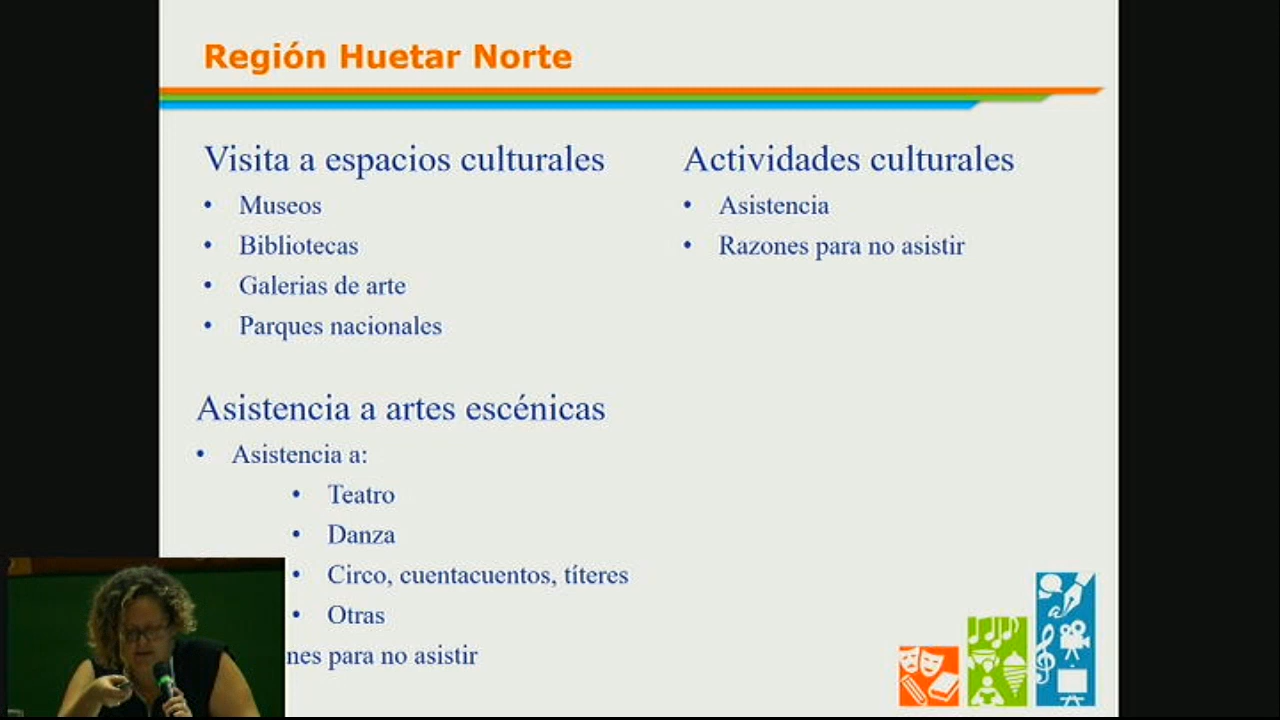 Región Huetar Norte
Visita a espacios culturales
• Museos
• Bibliotecas
• Galerias de arte
• Parques nacionales
Actividades culturales
• Asistencia
• Razones para no asistir
Asistencia a artes escénicas
• Asistencia a:
• Teatro
• Danza
• Circo, cuentacuentos, títeres
• Otras
para no asistir